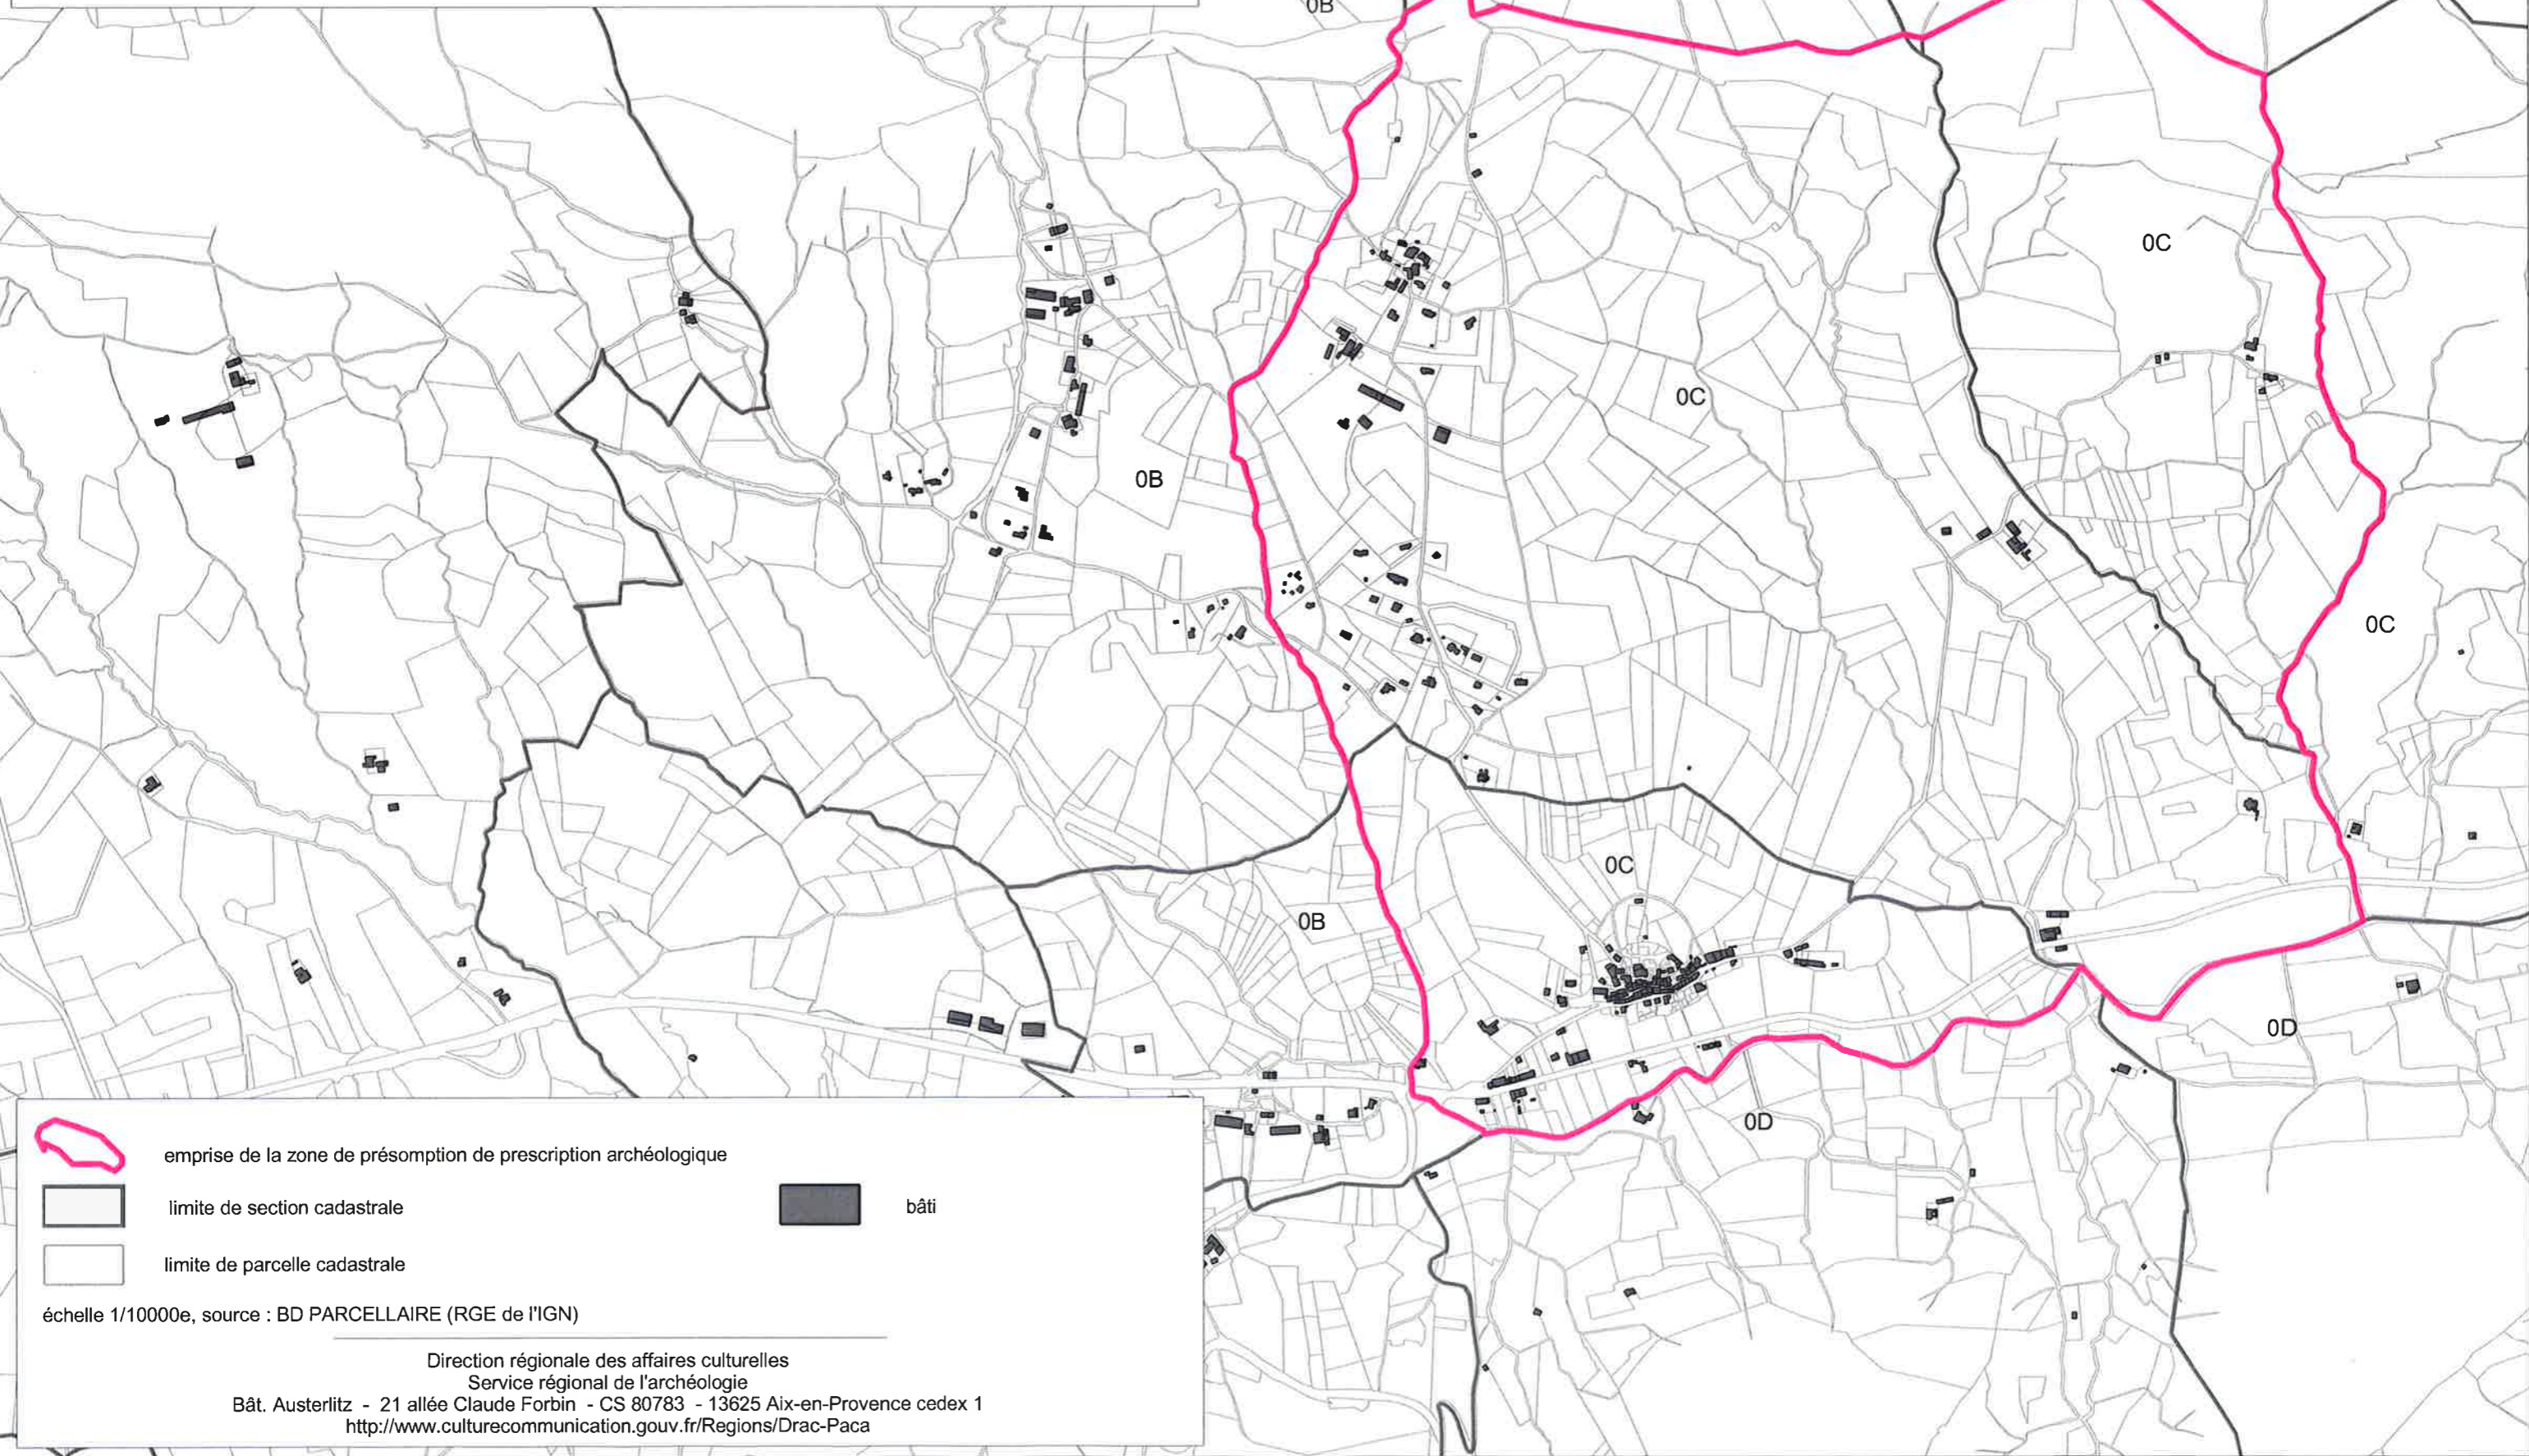 0B
0C
0C
0B
0C
0C
0B
0D
0D
emprise de la zone de présomption de prescription archéologique
limite de section cadastrale
bâti
limite de parcelle cadastrale
échelle 1/10000e, source : BD PARCELLAIRE (RGE de l'IGN)
Direction régionale des affaires culturelles
Service régional de l'archéologie
Bât. Austerlitz - 21 allée Claude Forbin - CS 80783 - 13625 Aix-en-Provence cedex 1
http://www.culturecommunication.gouv.fr/Regions/Drac-Paca